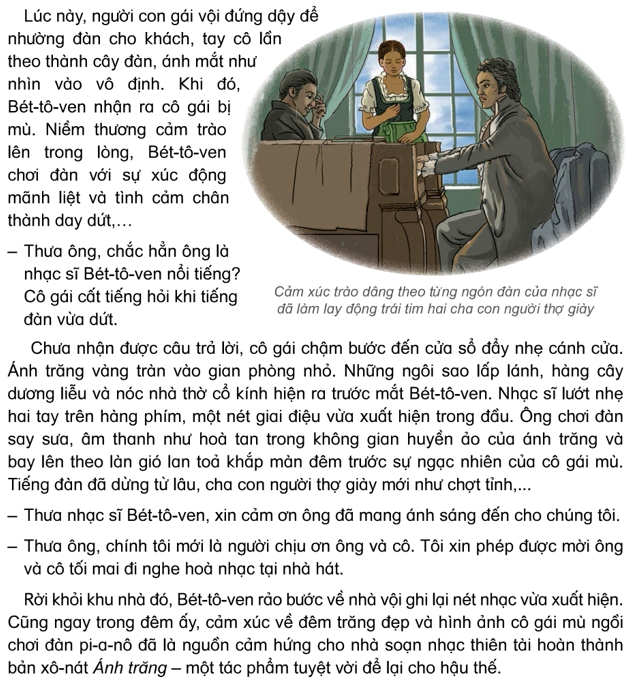 Lúc này, người con gái vội đứng dậy để
nhường đàn cho khách, tay cô lần
theo thành cây đàn, ánh mắt như
nhìn vào vô định. Khi đó,
Bét-tô-ven nhận ra cô gái bị
mù. Niềm thương cảm trào
lên trong lòng, Bét-tô-ven
chơi đàn với sự xúc động
mãnh liệt và tình cảm chân
thành day dứt,...
– Thưa ông, chắc hẳn ông là
nhạc sĩ Bét-tô-ven nổi tiếng?
Cô gái cất tiếng hỏi khi tiếng
đàn vừa dứt.
Cảm xúc trào dâng theo từng ngón đàn của nhạc sĩ
đã làm lay động trái tim hai cha con người thợ giày
Chưa nhận được câu trả lời, cô gái chậm bước đến cửa sổ đẩy nhẹ cánh cửa.
Ánh trăng vàng tràn vào gian phòng nhỏ. Những ngôi sao lấp lánh, hàng cây
dương liễu và nóc nhà thờ cổ kính hiện ra trước mắt Bét-tô-ven. Nhạc sĩ lướt nhẹ
hai tay trên hàng phím, một nét giai điệu vừa xuất hiện trong đầu. Ông chơi đàn
say sưa, âm thanh như hoà tan trong không gian huyền ảo của ánh trăng và
bay lên theo làn gió lan toả khắp màn đêm trước sự ngạc nhiên của cô gái mù.
Tiếng đàn đã dừng từ lâu, cha con người thợ giày mới như chợt tỉnh,...
– Thưa nhạc sĩ Bét-tô-ven, xin cảm ơn ông đã mang ánh sáng đến cho chúng tôi.
– Thưa ông, chính tôi mới là người chịu ơn ông và cô. Tôi xin phép được mời ông
và cô tối mai đi nghe hoà nhạc tại nhà hát.
Rời khỏi khu nhà đó, Bét-tô-ven rảo bước về nhà vội ghi lại nét nhạc vừa xuất hiện.
Cũng ngay trong đêm ấy, cảm xúc về đêm trăng đẹp và hình ảnh cô gái mù ngồi
chơi đàn pi-a-nô đã là nguồn cảm hứng cho nhà soạn nhạc thiên tài hoàn thành
bản xô-nát Ánh trăng – một tác phẩm tuyệt vời để lại cho hậu thế.